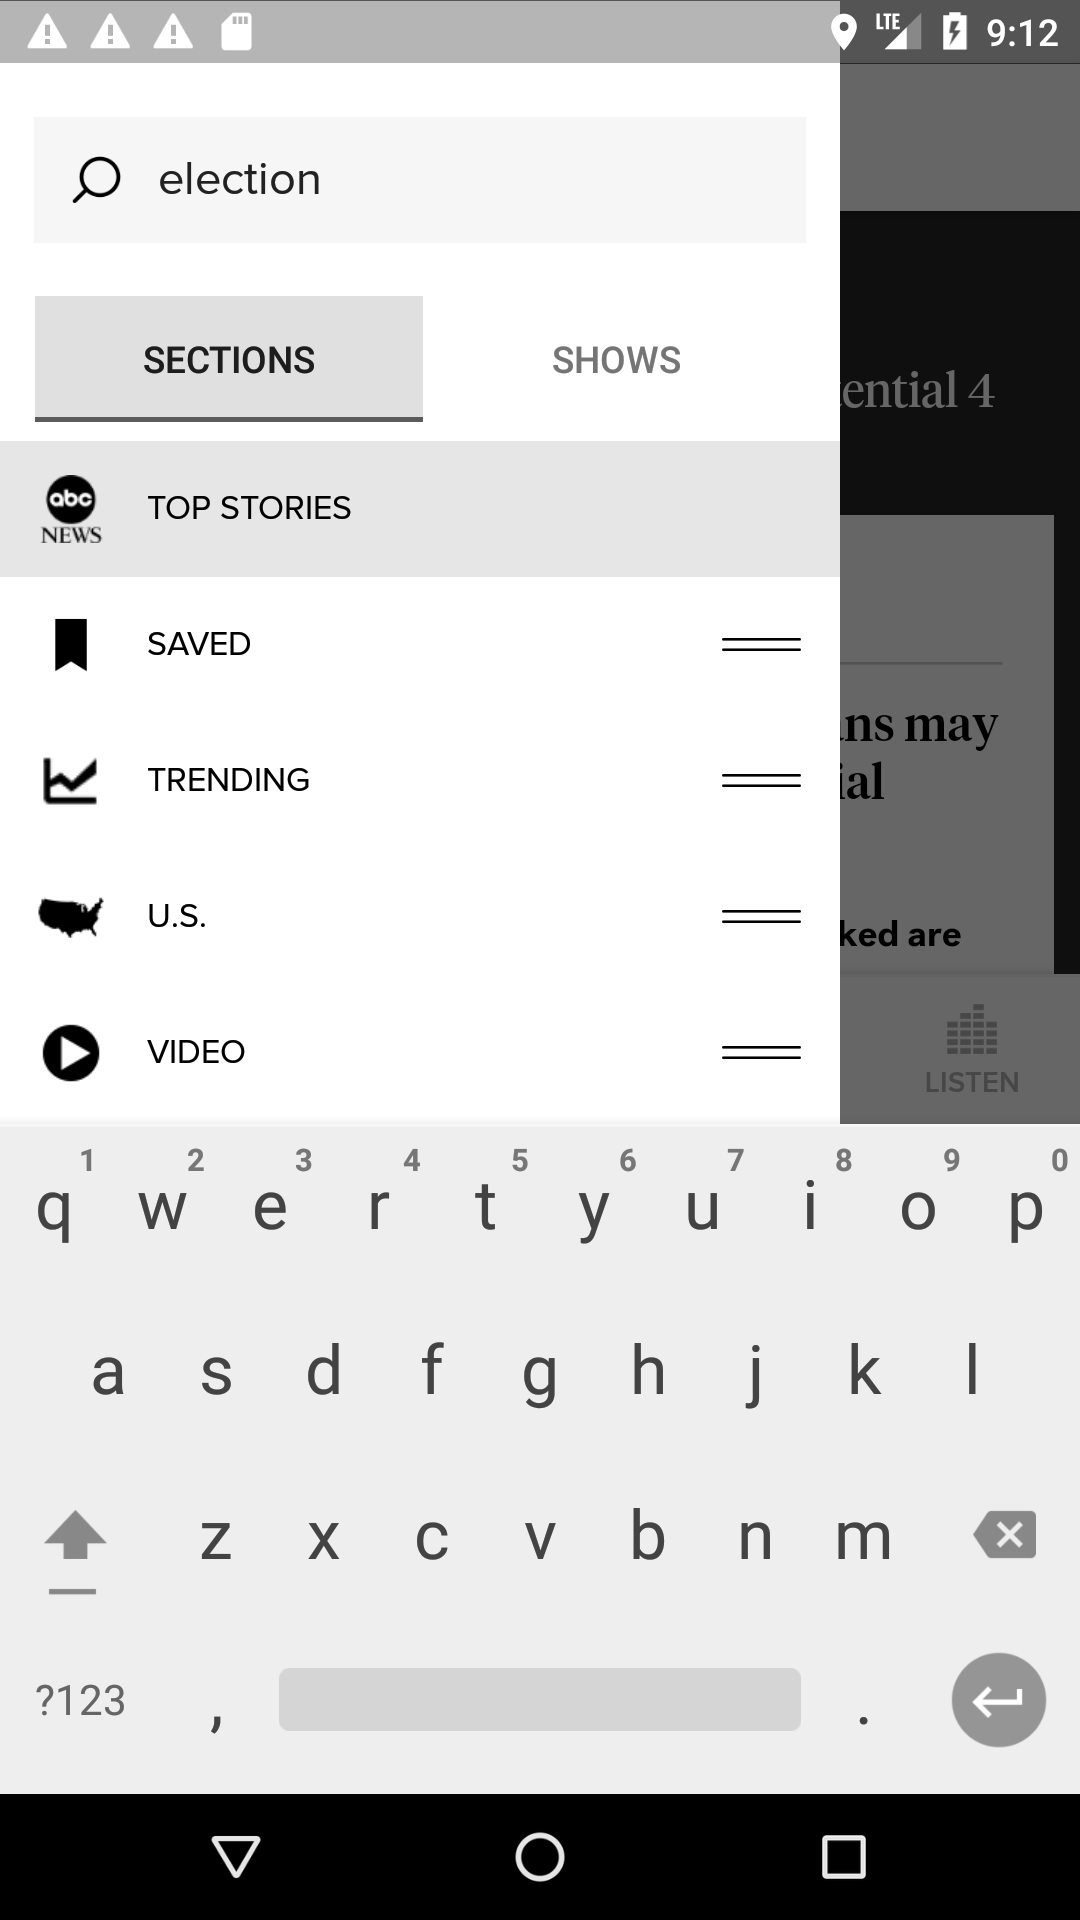 LTE 9:12
election
SECTIONS SHOWS
ential 4
abc NEWS TOP STORIES
SAVED
ns may
TRENDING
ial
U.S.
ked are
VIDEO
LISTEN
1 2 3 4 5 6 7 8 9 0
q w e r t y u i o p
a s d f g h j k l
z x c v b n m
?123 , .